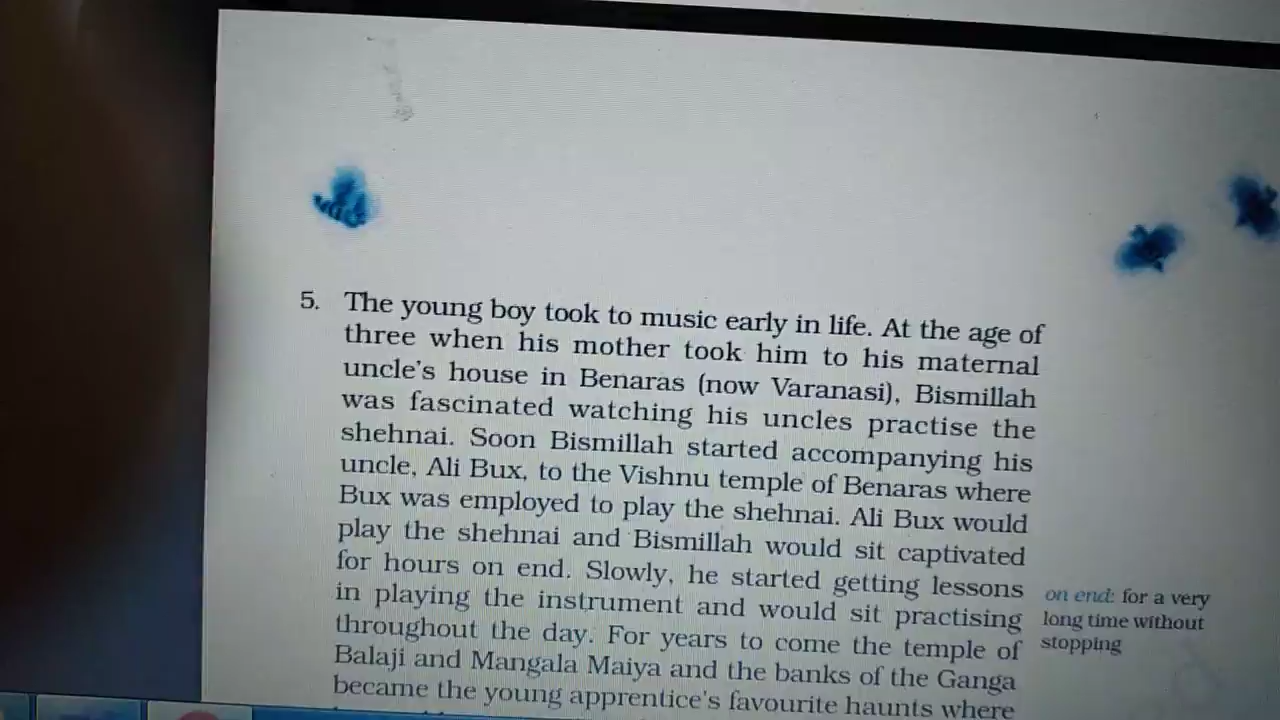 5. The young boy took to music early in life. At the age of
three when his mother took him to his maternal
uncle's house in Benaras (now Varanasi), Bismillah
was fascinated watching his uncles practise the
shehnai. Soon Bismillah started accompanying his
uncle, Ali Bux, to the Vishnu temple of Benaras where
Bux was employed to play the shehnai. Ali Bux would
play the shehnai and Bismillah would sit captivated
for hours on end. Slowly, he started getting lessons
in playing the instrument and would sit practising
throughout the day. For years to come the temple of
Balaji and Mangala Maiya and the banks of the Ganga
became the young apprentice's favourite haunts where
on end: for a very
long time without
stopping